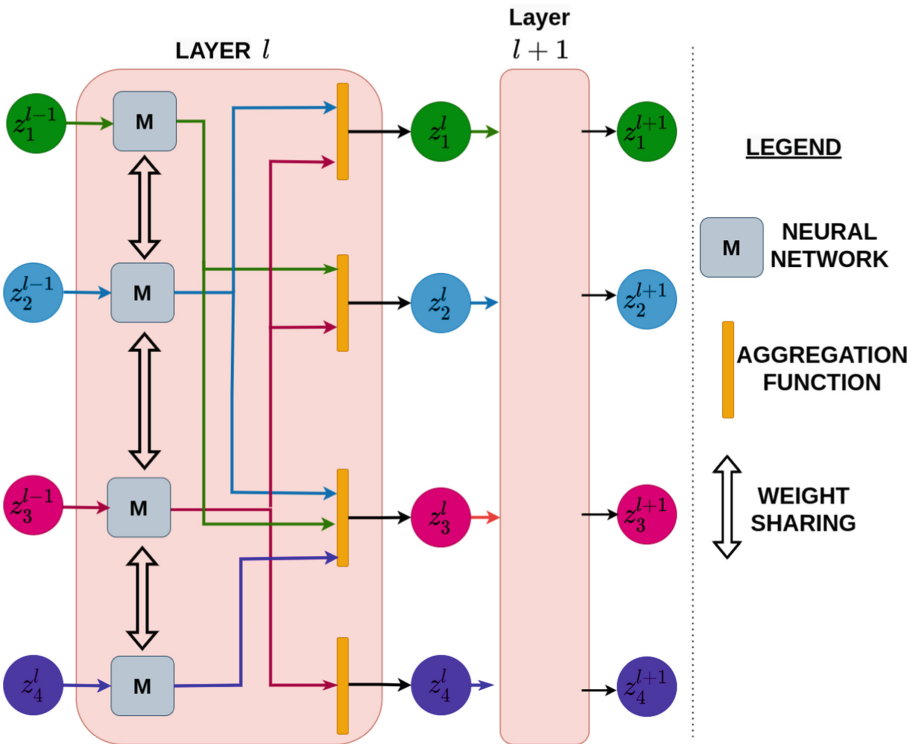 Layer
LAYER l
l + 1
z_1^{l-1}
M
z_1^l
z_1^{l+1}
z_2^{l-1}
M
z_2^l
z_2^{l+1}
z_3^{l-1}
M
z_3^l
z_3^{l+1}
z_4^l
M
z_4^l
z_4^{l+1}
LEGEND
M
NEURAL
NETWORK
AGGREGATION
FUNCTION
WEIGHT
SHARING